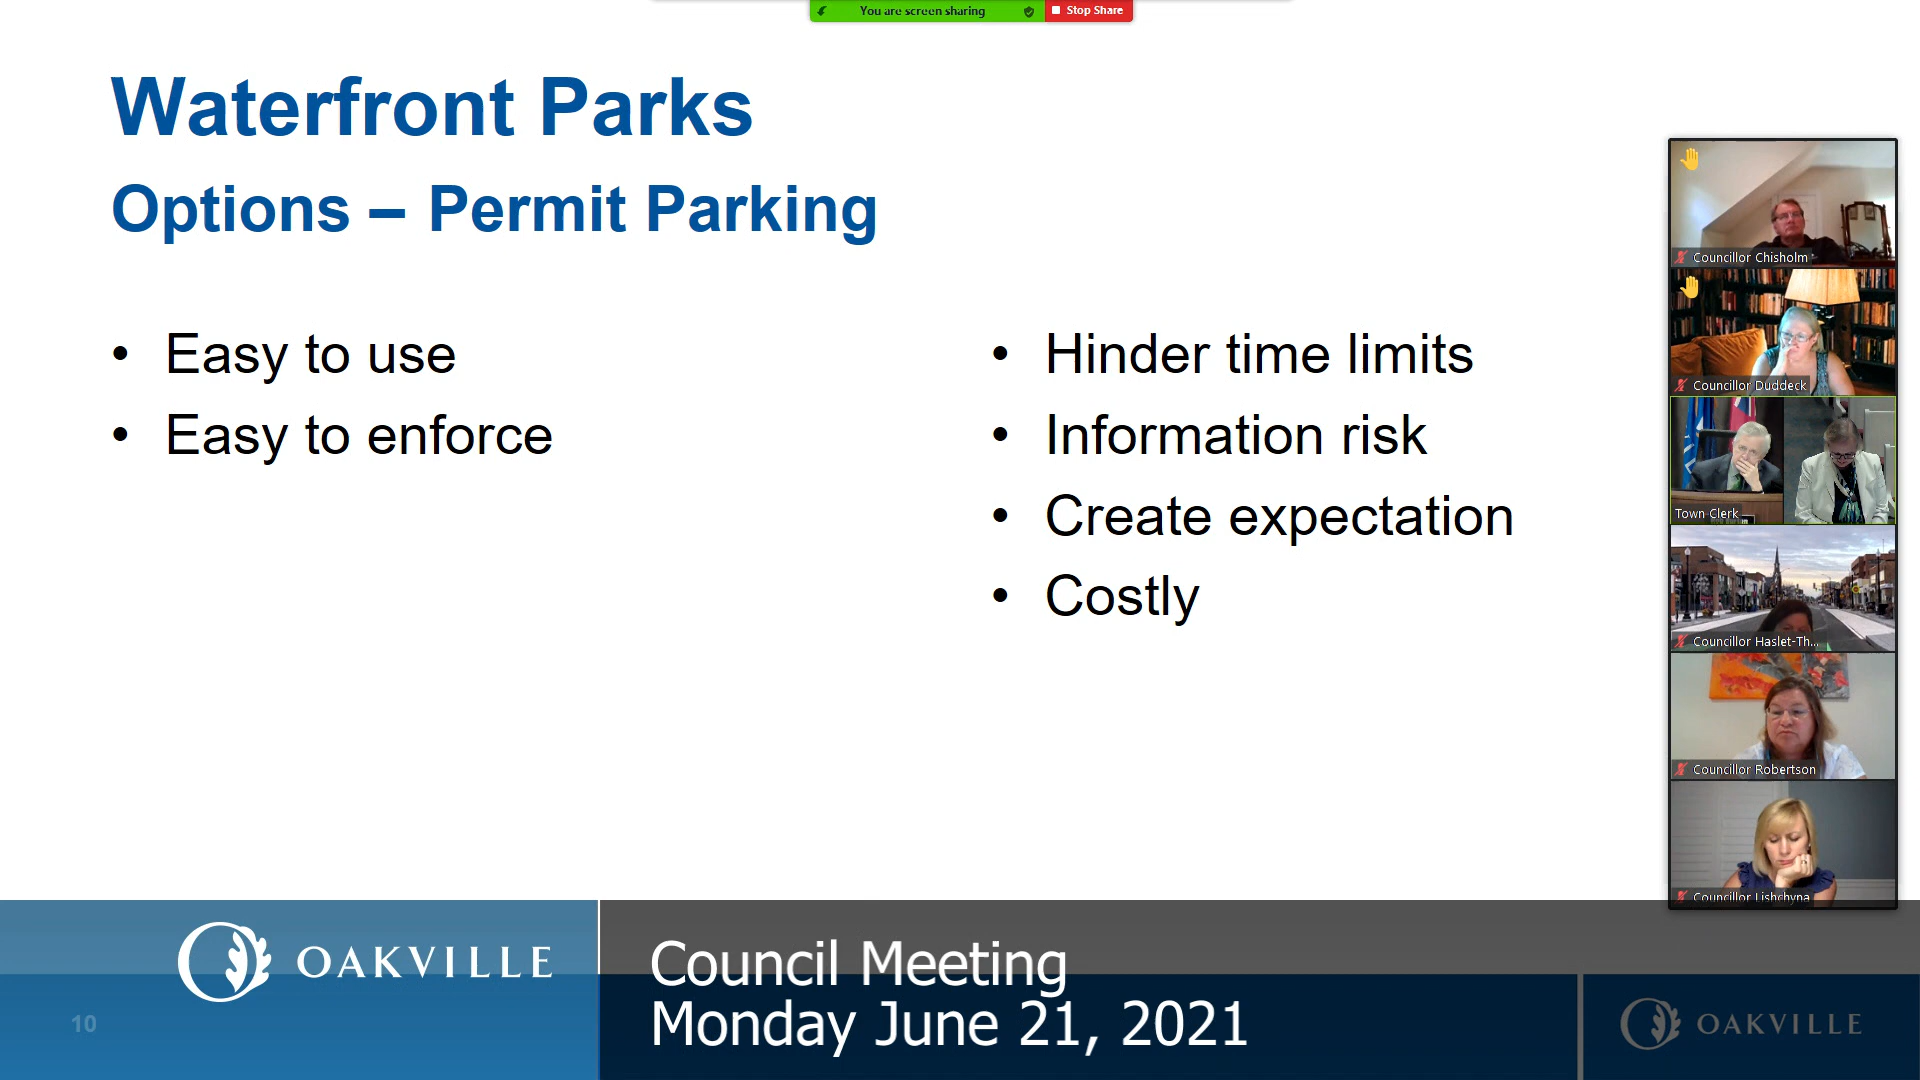 You are screen sharing
Stop Share
Waterfront Parks
Options – Permit Parking
• Easy to use
• Easy to enforce
• Hinder time limits
• Information risk
• Create expectation
• Costly
Councillor Chisholm
Councillor Duddeck
Town Clerk
Councillor Haslet-Th...
Councillor Robertson
Councillor Lishchyna
OAKVILLE
10
Council Meeting
Monday June 21, 2021
OAKVILLE